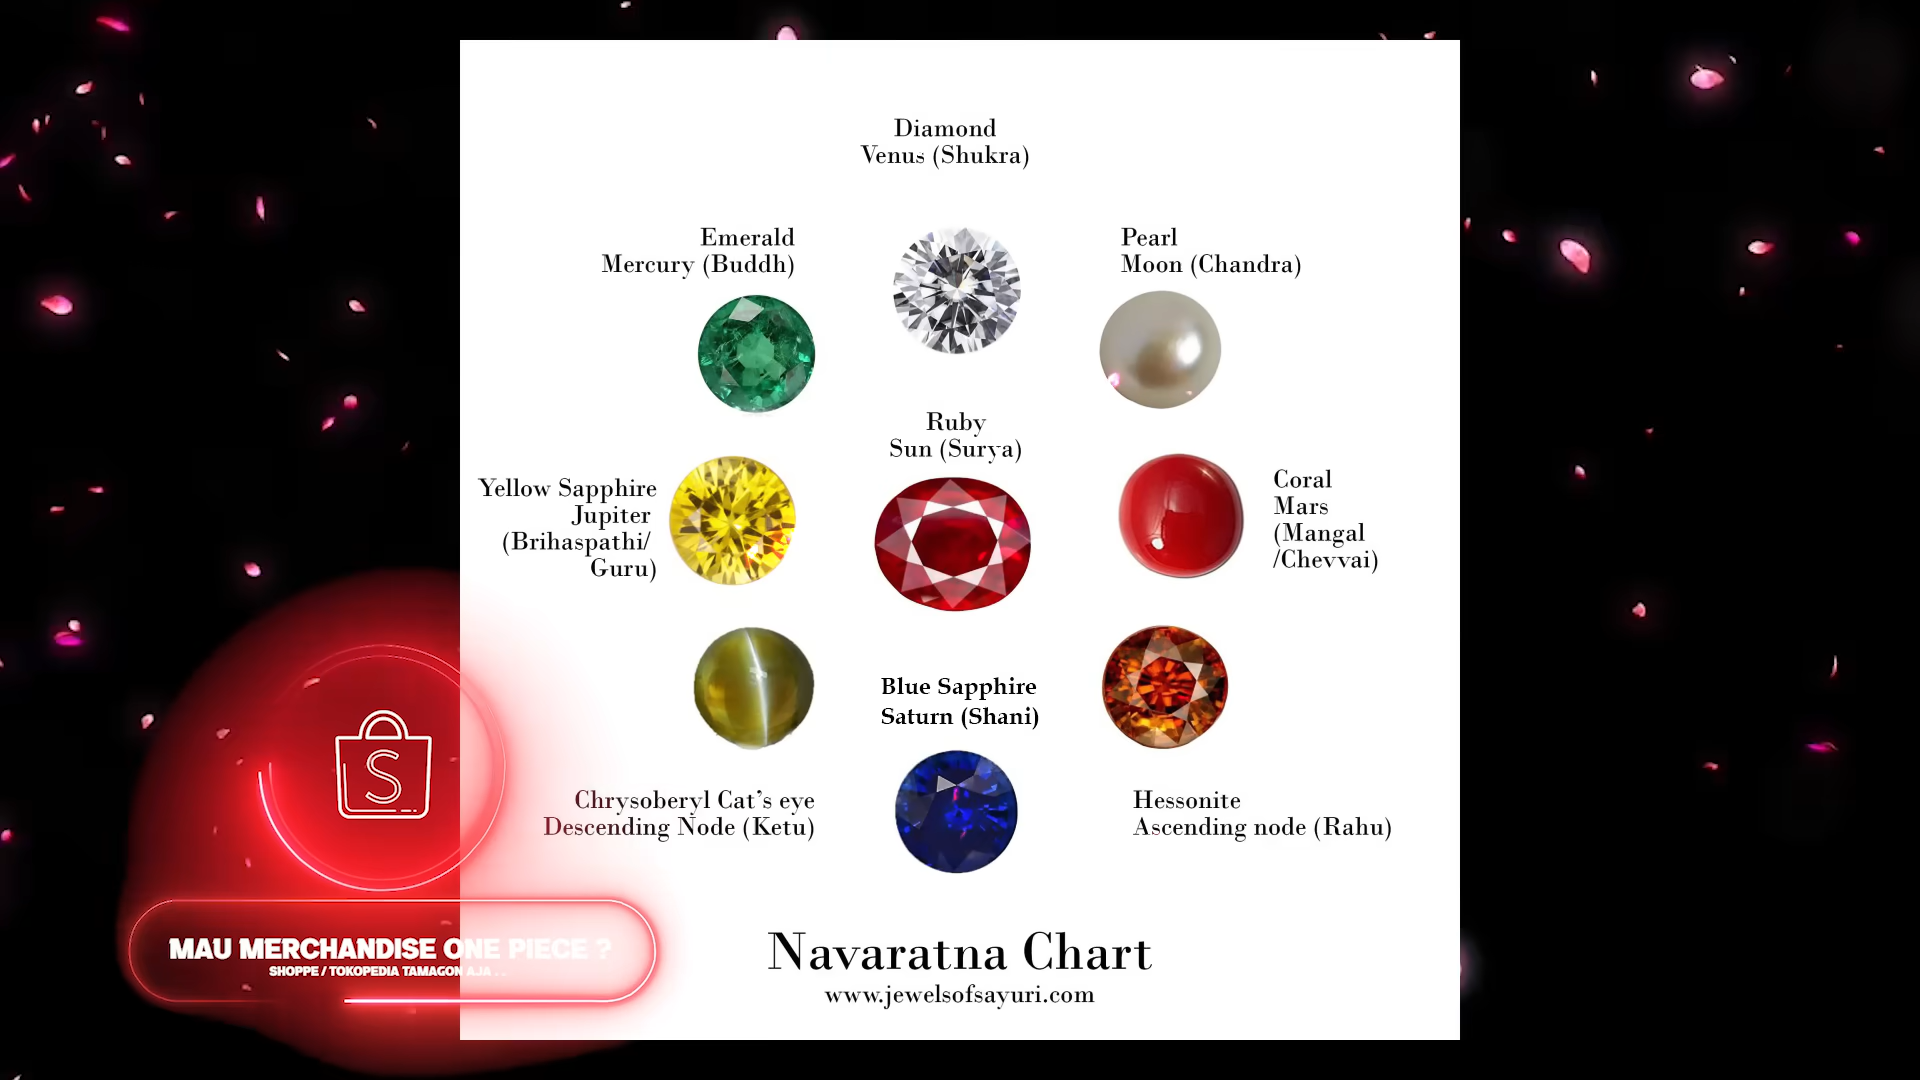 Diamond
Venus (Shukra)
Emerald
Mercury (Buddh)
Pearl
Moon (Chandra)
Ruby
Sun (Surya)
Yellow Sapphire
Jupiter
(Brihaspathi/
Guru)
Coral
Mars
(Mangal
/Chevvai)
Blue Sapphire
Saturn (Shani)
Chrysoberyl Cat's eye
Descending Node (Ketu)
Hessonite
Ascending node (Rahu)
S
MAU MERCHANDISE ONE PIECE ?
SHOPPE / TOKOPEDIA TAMAGON AJA . .
Navaratna Chart
www.jewelsofsayuri.com